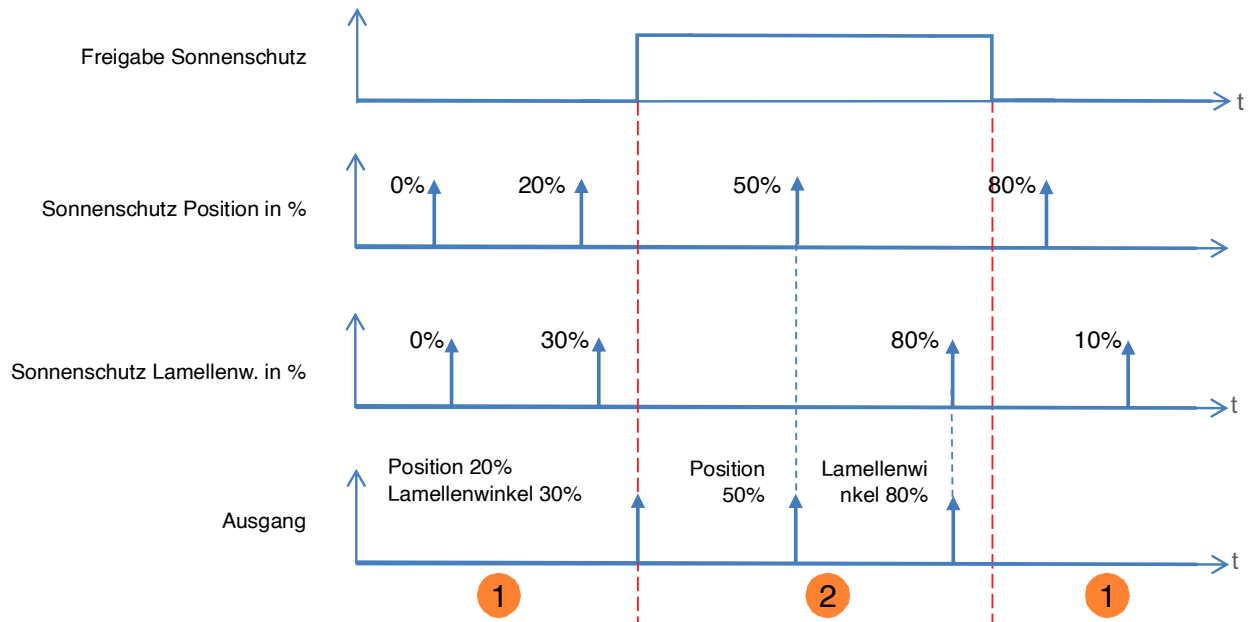 Freigabe Sonnenschutz
t
0%
20%
50%
80%
Sonnenschutz Position in %
0%
30%
80%
10%
Sonnenschutz Lamellenw. in %
t
Position 20%
Lamellenwinkel 30%
Position
50%
Lamellenwi
nkel 80%
Ausgang
t
1
2
1